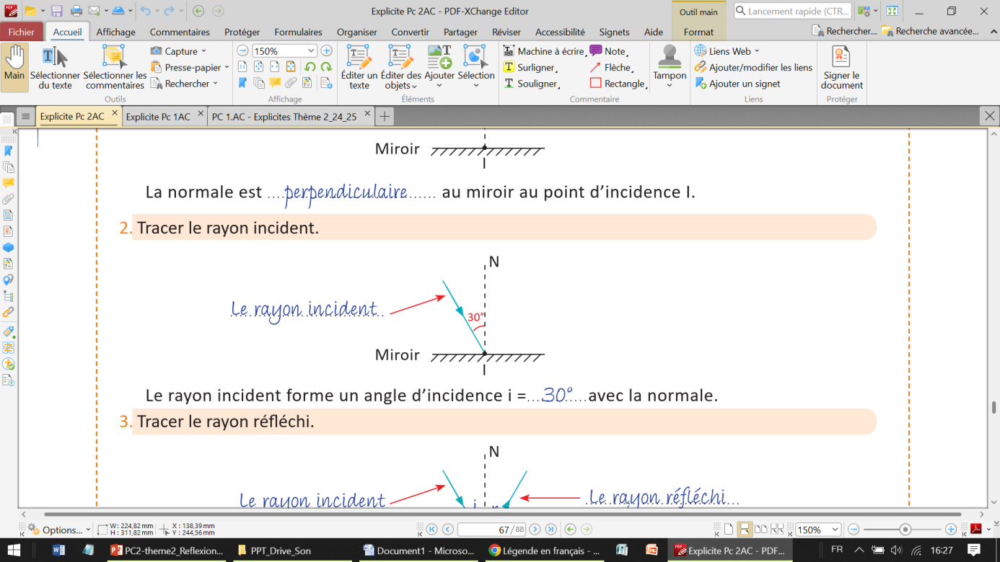 Explicite Pc 2AC - PDF-XChange Editor
Outil main
Lancement rapide (CTR...
Fichier
Accueil
Affichage
Commentaires
Protéger
Formulaires
Organiser
Convertir
Partager
Réviser
Accessibilité
Signets
Aide
Format
Rechercher...
Recherche avancée...
Main
Sélectionner du texte
Sélectionner les commentaires
Capture
Presse-papier
Rechercher
Outils
150%
Affichage
Éditer un texte
Éditer des objets
Ajouter
Sélection
Éléments
Machine à écrire
Surligner
Souligner
Note
Flèche
Rectangle
Commentaire
Tampon
Liens Web
Ajouter/modifier les liens
Ajouter un signet
Liens
Signer le document
Protéger
Explicite Pc 2AC
Explicite Pc 1AC
PC 1.AC - Explicites Thème 2_24_25
Miroir
I
La normale est ....perpendiculaire...... au miroir au point d’incidence I.
2. Tracer le rayon incident.
N
Le rayon incident
30°
Miroir
I
Le rayon incident forme un angle d’incidence i =....30°....avec la normale.
3. Tracer le rayon réfléchi.
N
Le rayon incident
i
r
Le rayon réfléchi...
Options...
W : 224,82 mm
H : 311,82 mm
X : 138,39 mm
Y : 244,56 mm
67 / 88
150%
PC2-theme2_Reflexion...
PPT_Drive_Son
Document1 - Microso...
Légende en français - ...
Explicite Pc 2AC - PDF...
FR
16:27